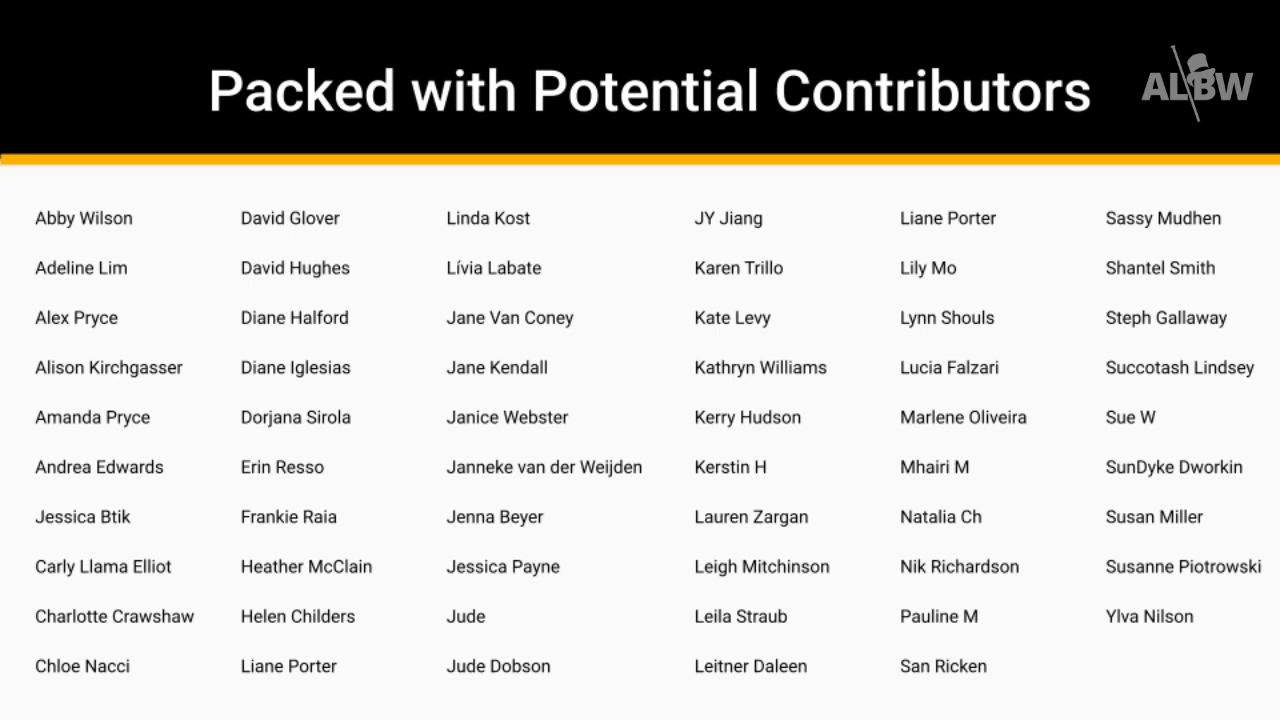 Packed with Potential Contributors
ALBW
Abby Wilson
Adeline Lim
Alex Pryce
Alison Kirchgasser
Amanda Pryce
Andrea Edwards
Jessica Btik
Carly Llama Elliot
Charlotte Crawshaw
Chloe Nacci
David Glover
David Hughes
Diane Halford
Diane Iglesias
Dorjana Sirola
Erin Resso
Frankie Raia
Heather McClain
Helen Childers
Liane Porter
Linda Kost
Lívia Labate
Jane Van Coney
Jane Kendall
Janice Webster
Janneke van der Weijden
Jenna Beyer
Jessica Payne
Jude
Jude Dobson
JY Jiang
Karen Trillo
Kate Levy
Kathryn Williams
Kerry Hudson
Kerstin H
Lauren Zargan
Leigh Mitchinson
Leila Straub
Leitner Daleen
Liane Porter
Lily Mo
Lynn Shouls
Lucia Falzari
Marlene Oliveira
Mhairi M
Natalia Ch
Nik Richardson
Pauline M
San Ricken
Sassy Mudhen
Shantel Smith
Steph Gallaway
Succotash Lindsey
Sue W
SunDyke Dworkin
Susan Miller
Susanne Piotrowski
Ylva Nilson